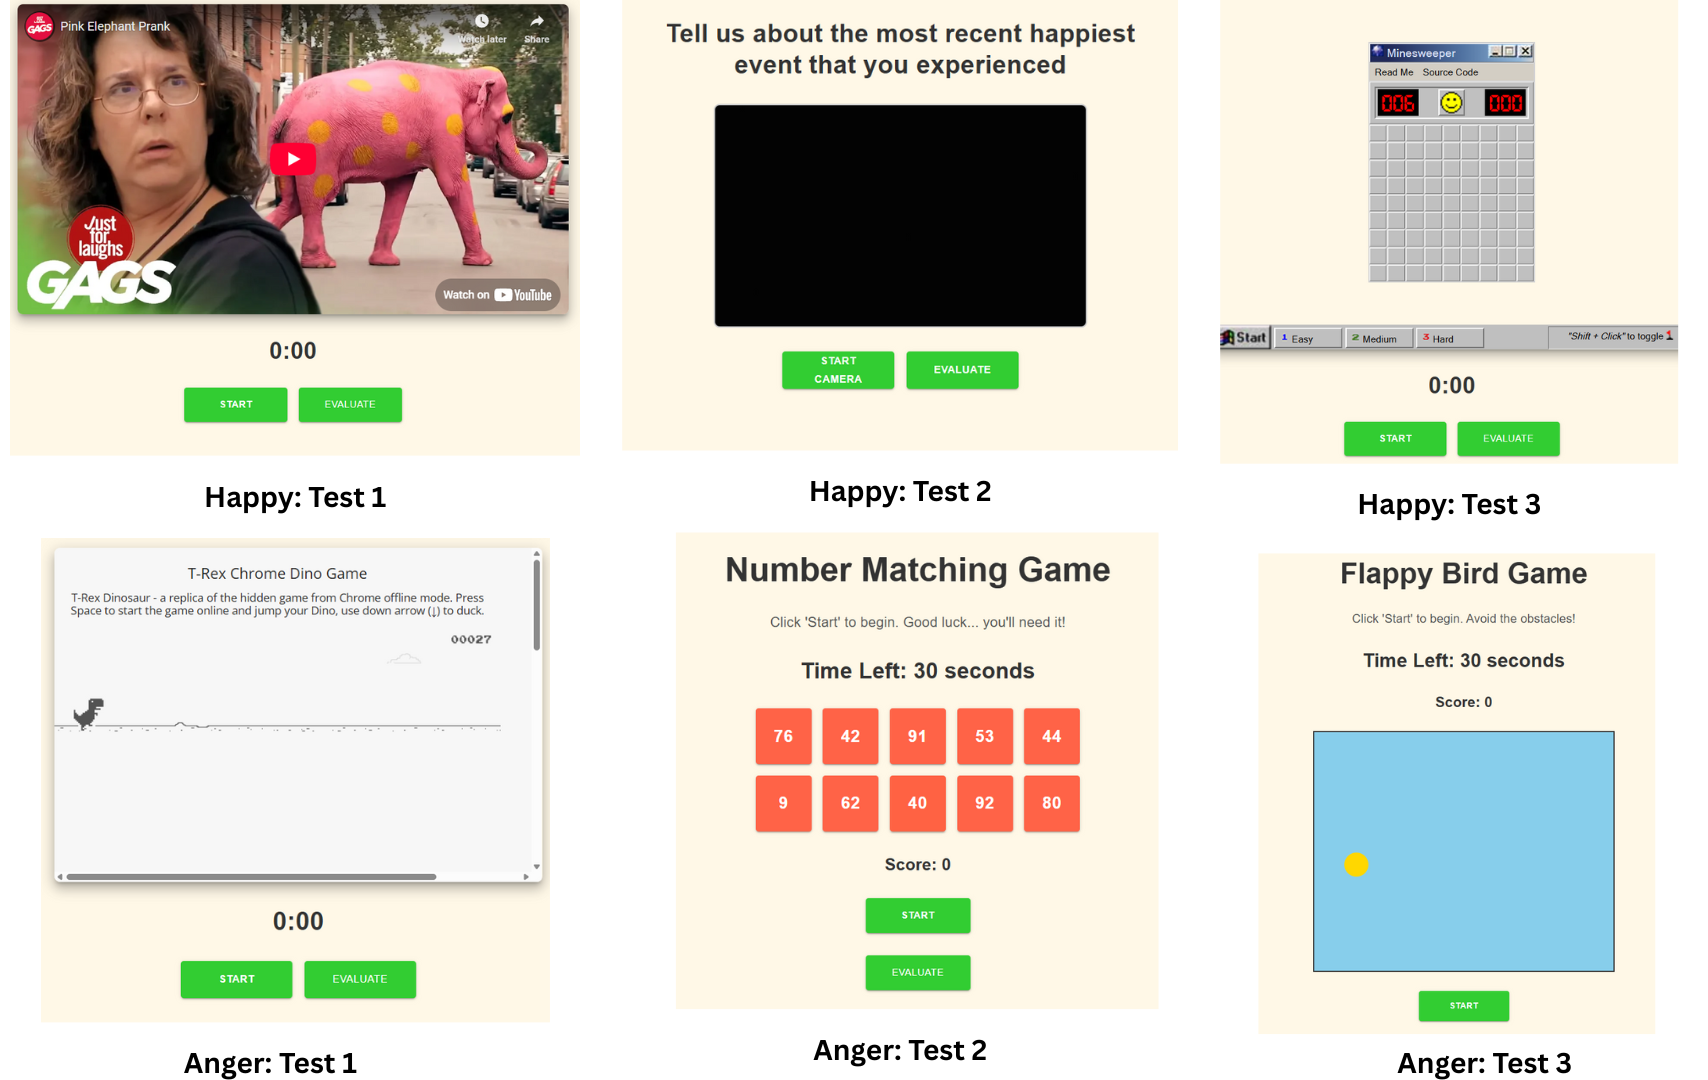 Just for laughs GAGS
Pink Elephant Prank
Watch later
Share
Just
for
laughs
GAGS
Watch on YouTube
0:00
START
EVALUATE
Happy: Test 1
Tell us about the most recent happiest
event that you experienced
START
CAMERA
EVALUATE
Happy: Test 2
Minesweeper
Read Me Source Code
006
000
Start
1 Easy
2 Medium
3 Hard
"Shift + Click" to toggle 1
0:00
START
EVALUATE
Happy: Test 3
T-Rex Chrome Dino Game
T-Rex Dinosaur - a replica of the hidden game from Chrome offline mode. Press
Space to start the game online and jump your Dino, use down arrow (↓) to duck.
00027
0:00
START
EVALUATE
Anger: Test 1
Number Matching Game
Click 'Start' to begin. Good luck... you'll need it!
Time Left: 30 seconds
76 42 91 53 44
9 62 40 92 80
Score: 0
START
EVALUATE
Anger: Test 2
Flappy Bird Game
Click 'Start' to begin. Avoid the obstacles!
Time Left: 30 seconds
Score: 0
START
Anger: Test 3